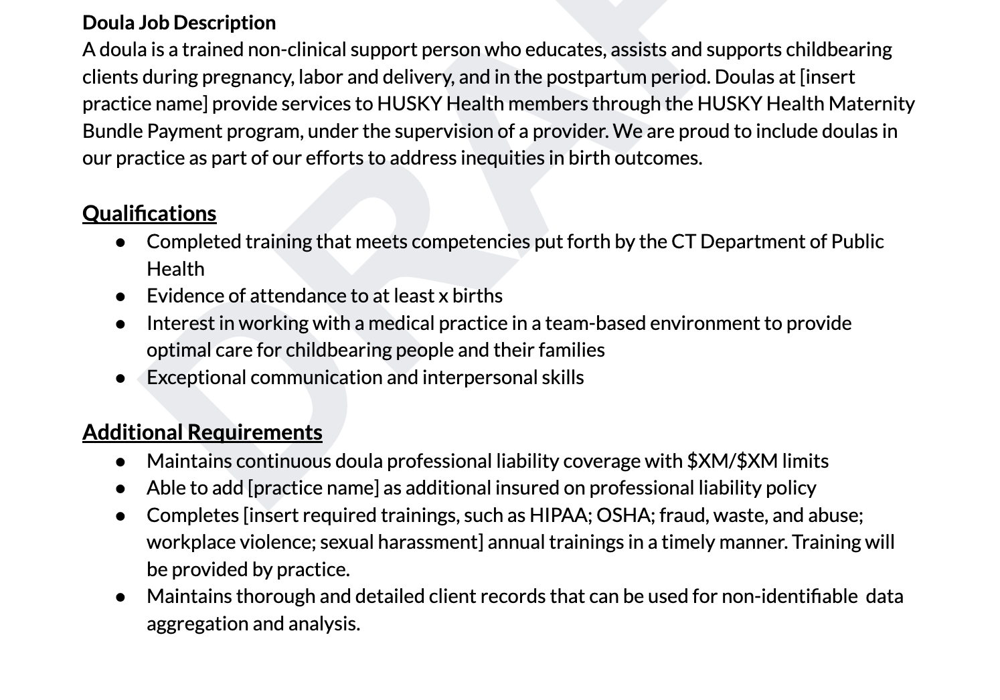 Doula Job Description
A doula is a trained non-clinical support person who educates, assists and supports childbearing
clients during pregnancy, labor and delivery, and in the postpartum period. Doulas at [insert
practice name] provide services to HUSKY Health members through the HUSKY Health Maternity
Bundle Payment program, under the supervision of a provider. We are proud to include doulas in
our practice as part of our efforts to address inequities in birth outcomes.
Qualifications
● Completed training that meets competencies put forth by the CT Department of Public
Health
● Evidence of attendance to at least x births
● Interest in working with a medical practice in a team-based environment to provide
optimal care for childbearing people and their families
● Exceptional communication and interpersonal skills
Additional Requirements
● Maintains continuous doula professional liability coverage with $XM/$XM limits
● Able to add [practice name] as additional insured on professional liability policy
● Completes [insert required trainings, such as HIPAA; OSHA; fraud, waste, and abuse;
workplace violence; sexual harassment] annual trainings in a timely manner. Training will
be provided by practice.
● Maintains thorough and detailed client records that can be used for non-identifiable  data
aggregation and analysis.
DRAF